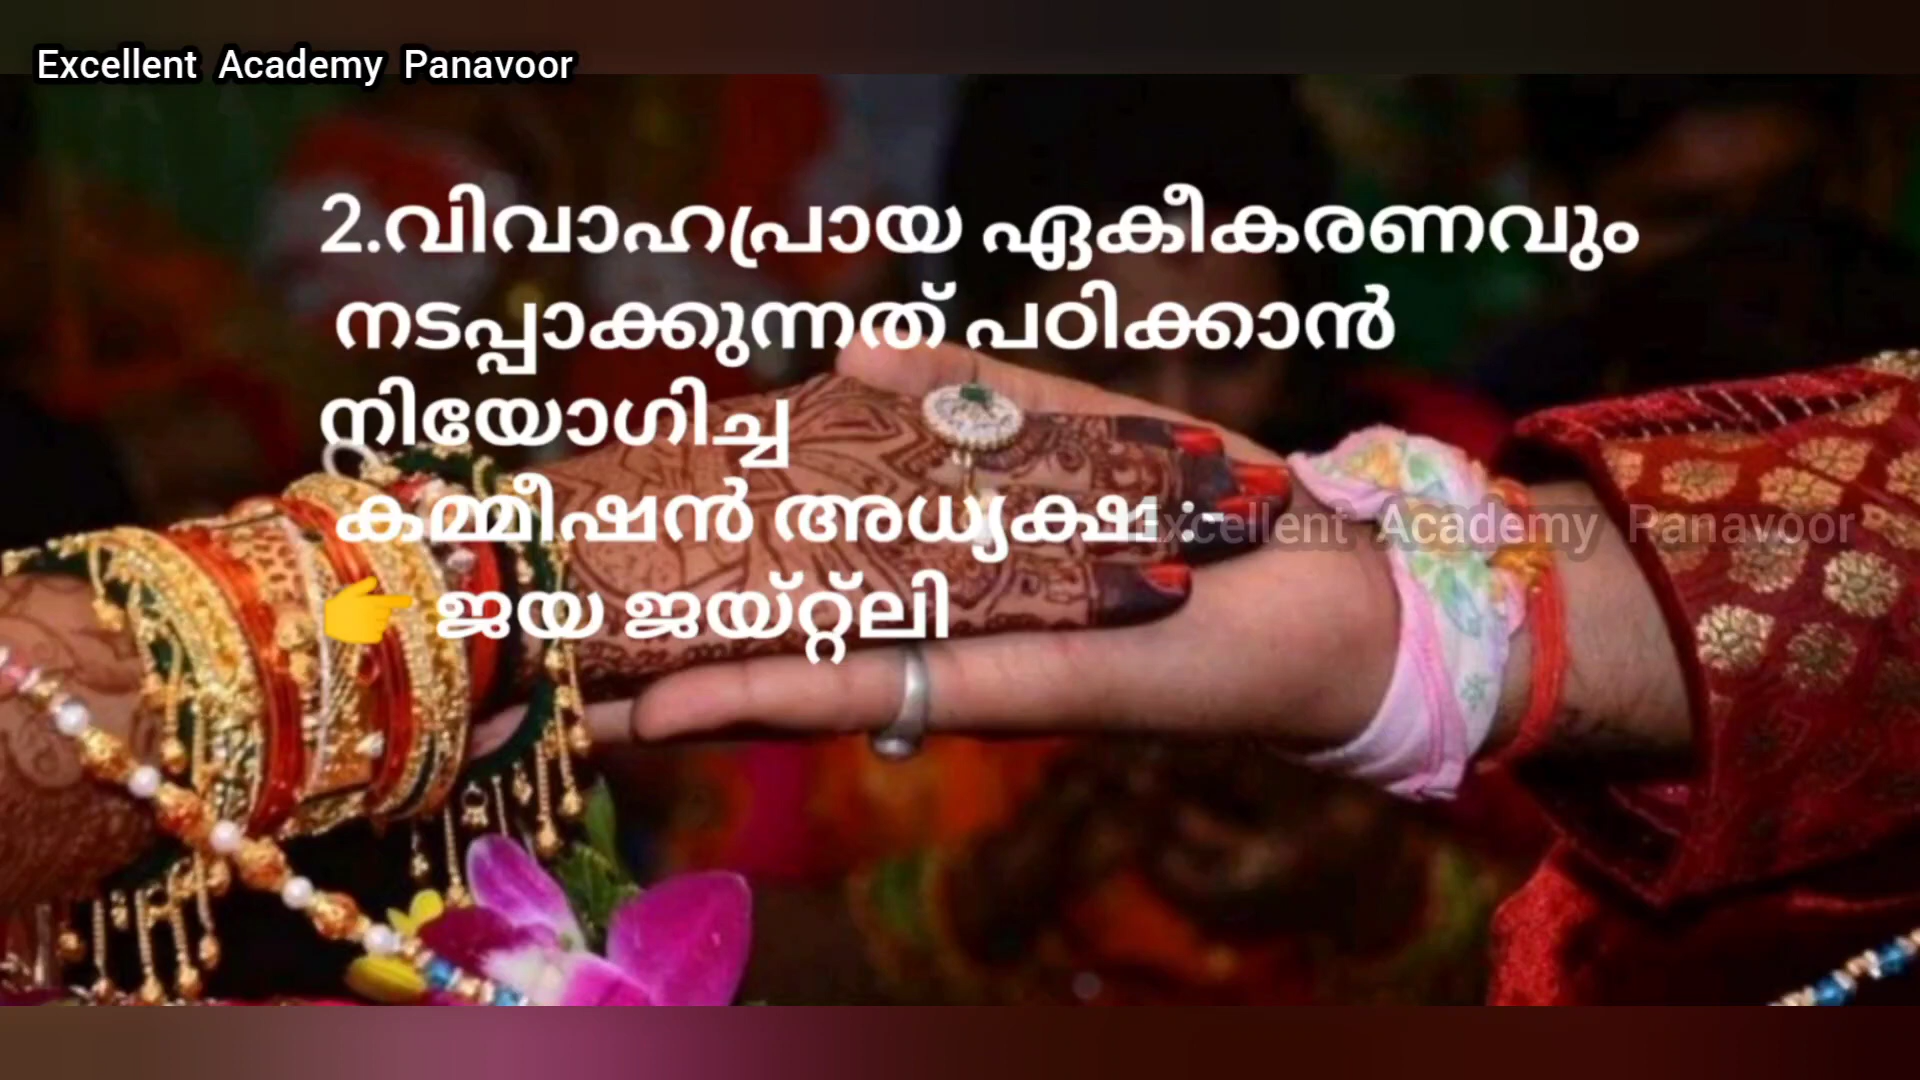 Excellent Academy Panavoor
2.വിവാഹപ്രായ ഏകീകരണവും
നടപ്പാക്കുന്നത് പഠിക്കാൻ
നിയോഗിച്ച
കമ്മീഷൻ അധ്യക്ഷ :-
Excellent Academy Panavoor
👉 ജയ ജയ്റ്റ്ലി